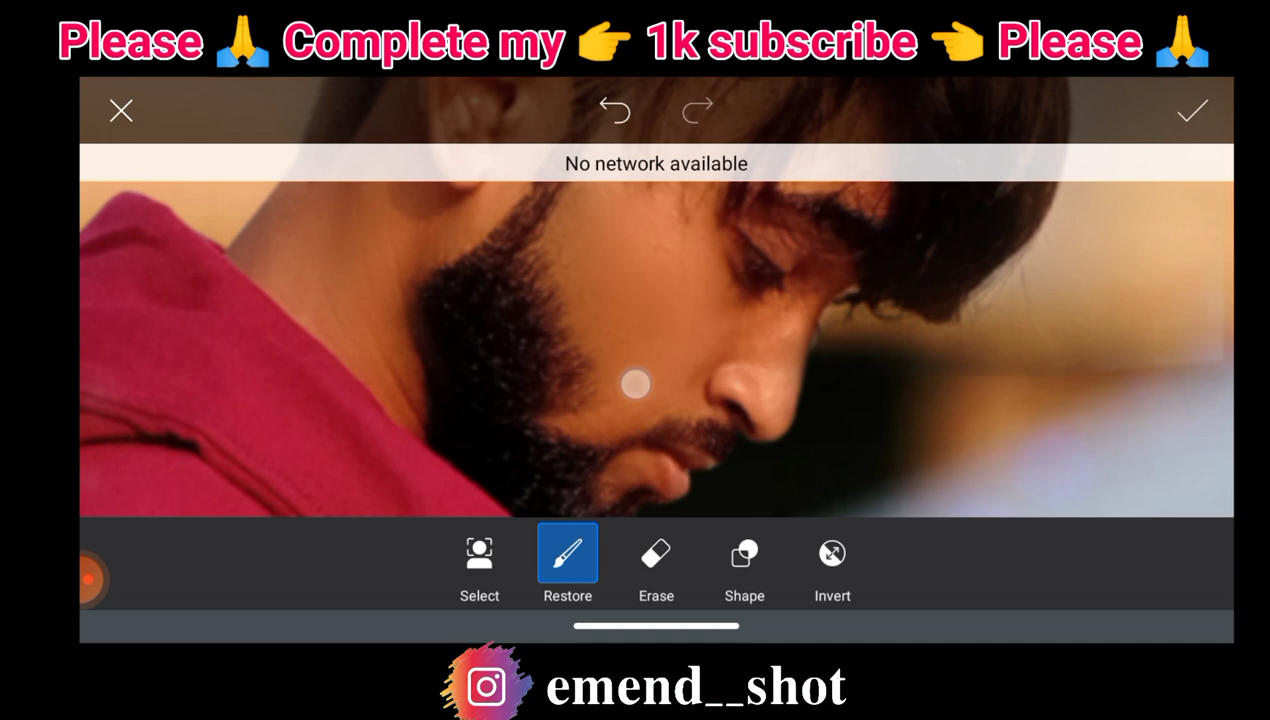 Please 🙏 Complete my 👉 1k subscribe 👈 Please 🙏
No network available
Select Restore Erase Shape Invert
emend__shot